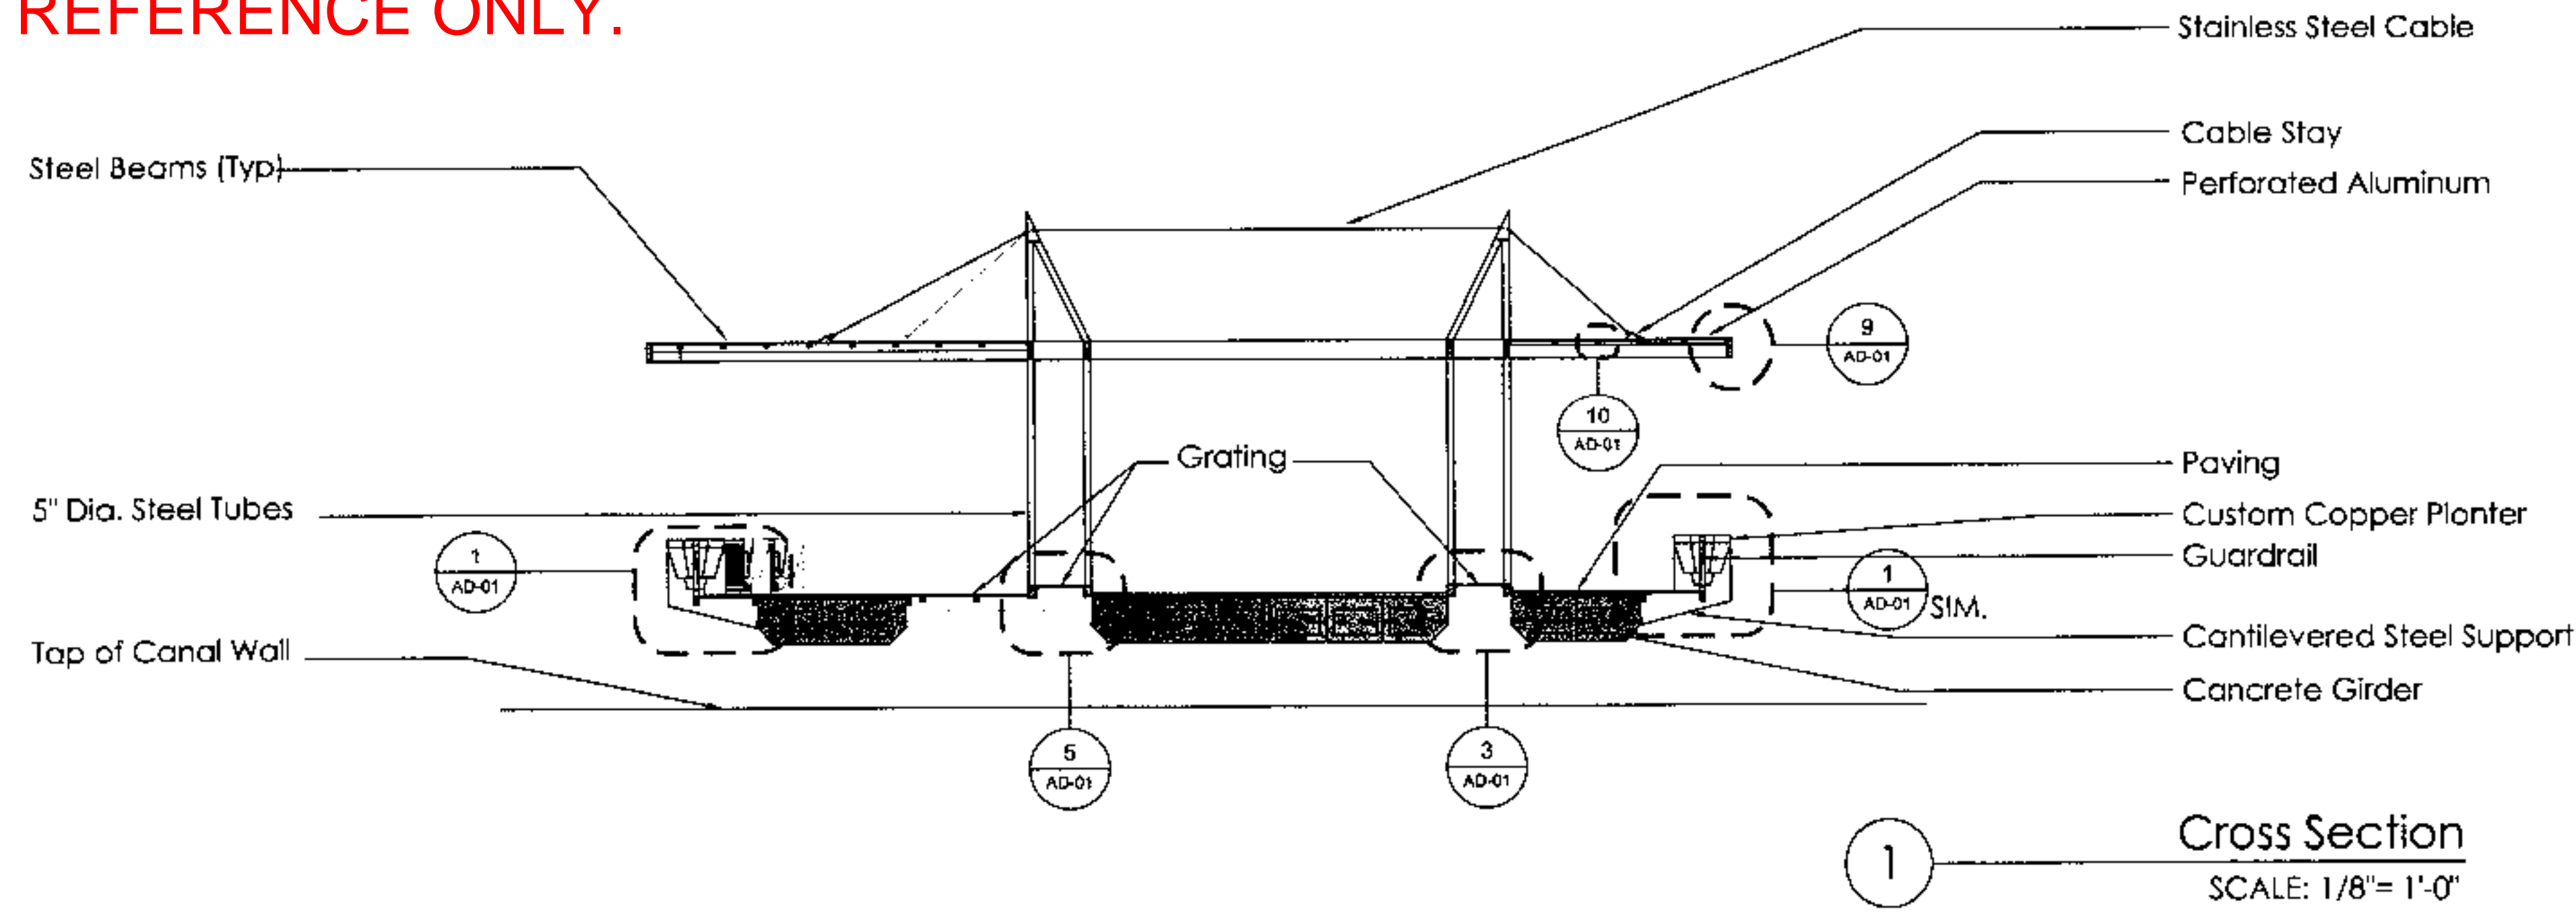 REFERENCE ONLY.
Stainless Steel Cable
Cable Stay
Steel Beams (Typ)
Perforated Aluminum
9
AD-01
10
AD-01
Grating
Paving
5" Dia. Steel Tubes
Custom Copper Plonter
Guardrail
1
AD-01
1
AD-01
SIM.
Cantilevered Steel Support
Tap of Canal Wall
Cancrete Girder
5
AD-01
3
AD-01
1
Cross Section
SCALE: 1/8"= 1'-0"